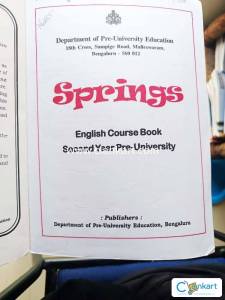 Department of Pre-University Education
18th Cross, Sampige Road, Malleswaram,
Bengaluru - 560 012
Springs
English Course Book
Second Year Pre-University
: Publishers :
Department of Pre-University Education, Bengaluru
Clankart